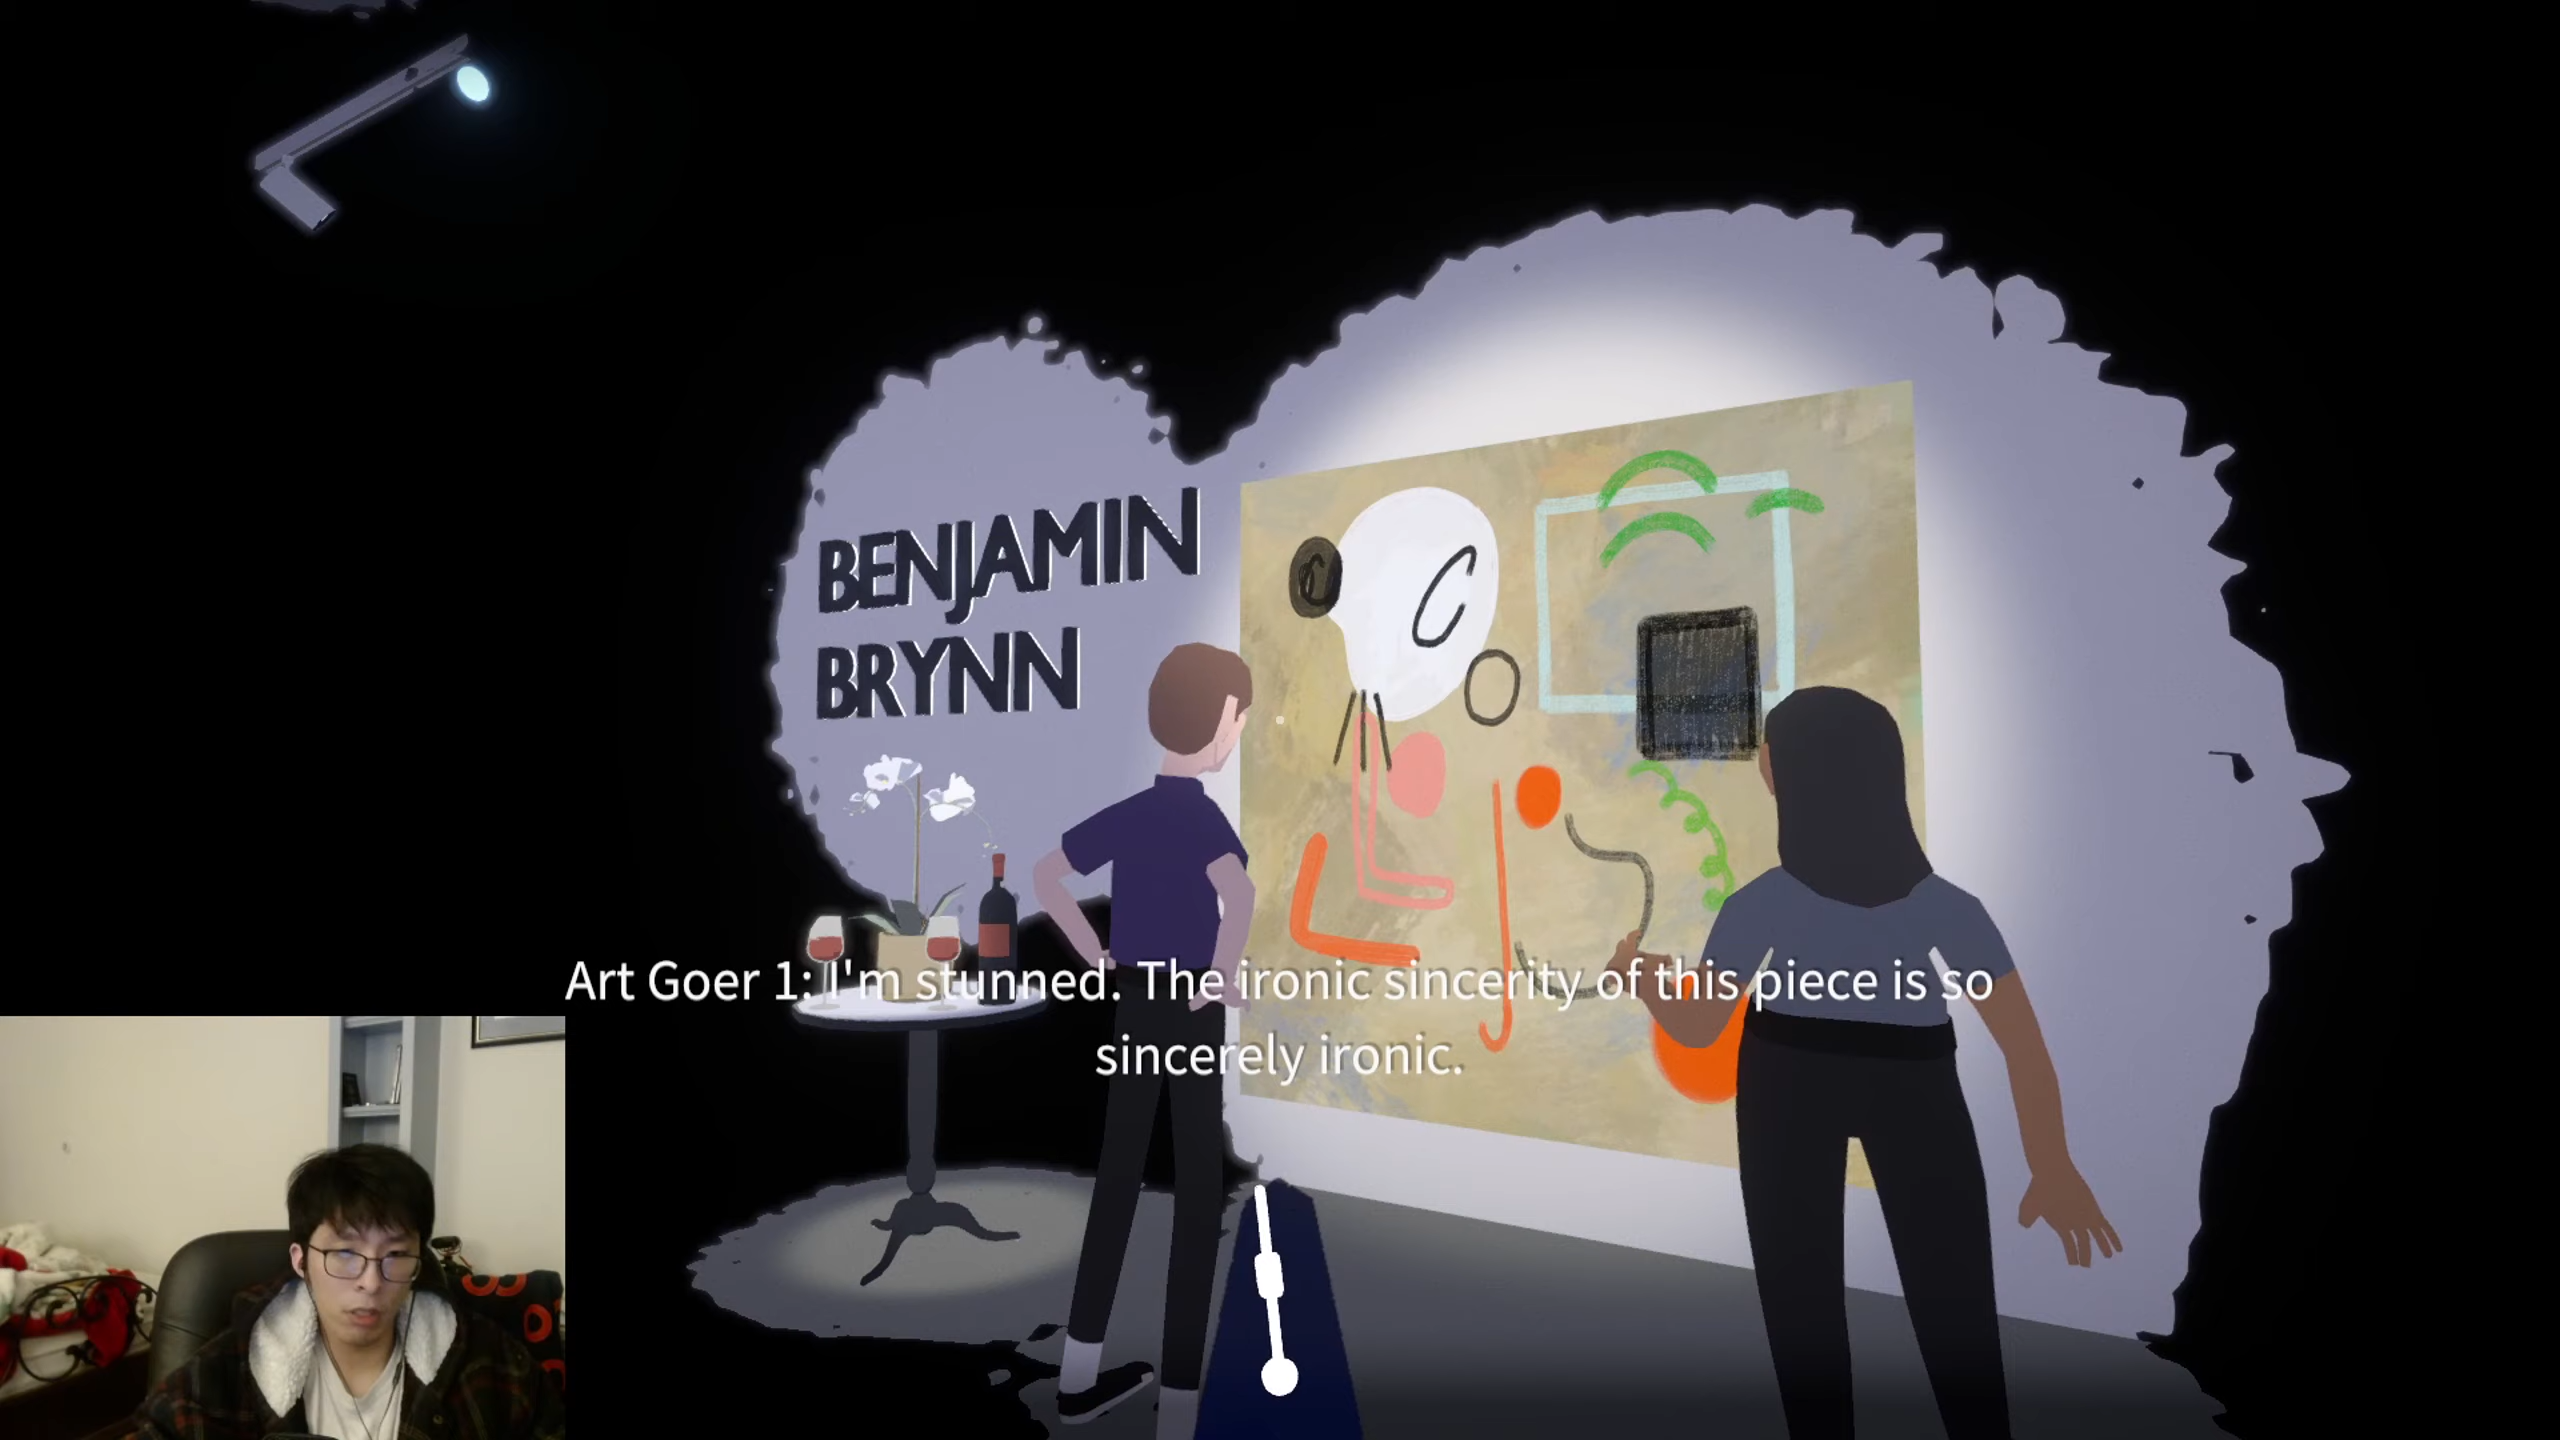 BENJAMIN
BRYNN
Art Goer 1: I'm stunned. The ironic sincerity of this piece is so
sincerely ironic.